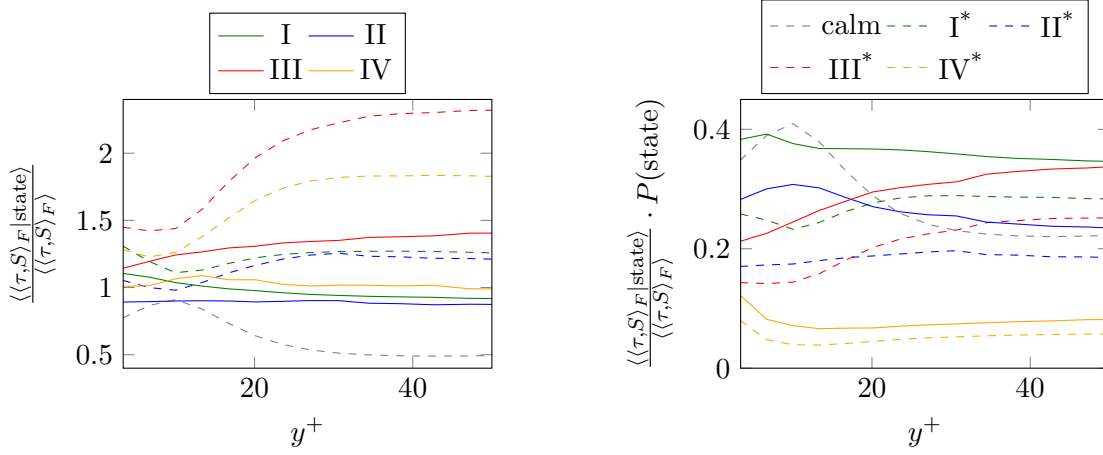 I II
III IV
calm I* II*
III* IV*
2
1.5
1
0.5
20 40
y+
⟨⟨τ,S⟩F|state⟩
⟨⟨τ,S⟩F⟩
0.4
0.2
0
20 40
y+
⟨⟨τ,S⟩F|state⟩
⟨⟨τ,S⟩F⟩ · P(state)